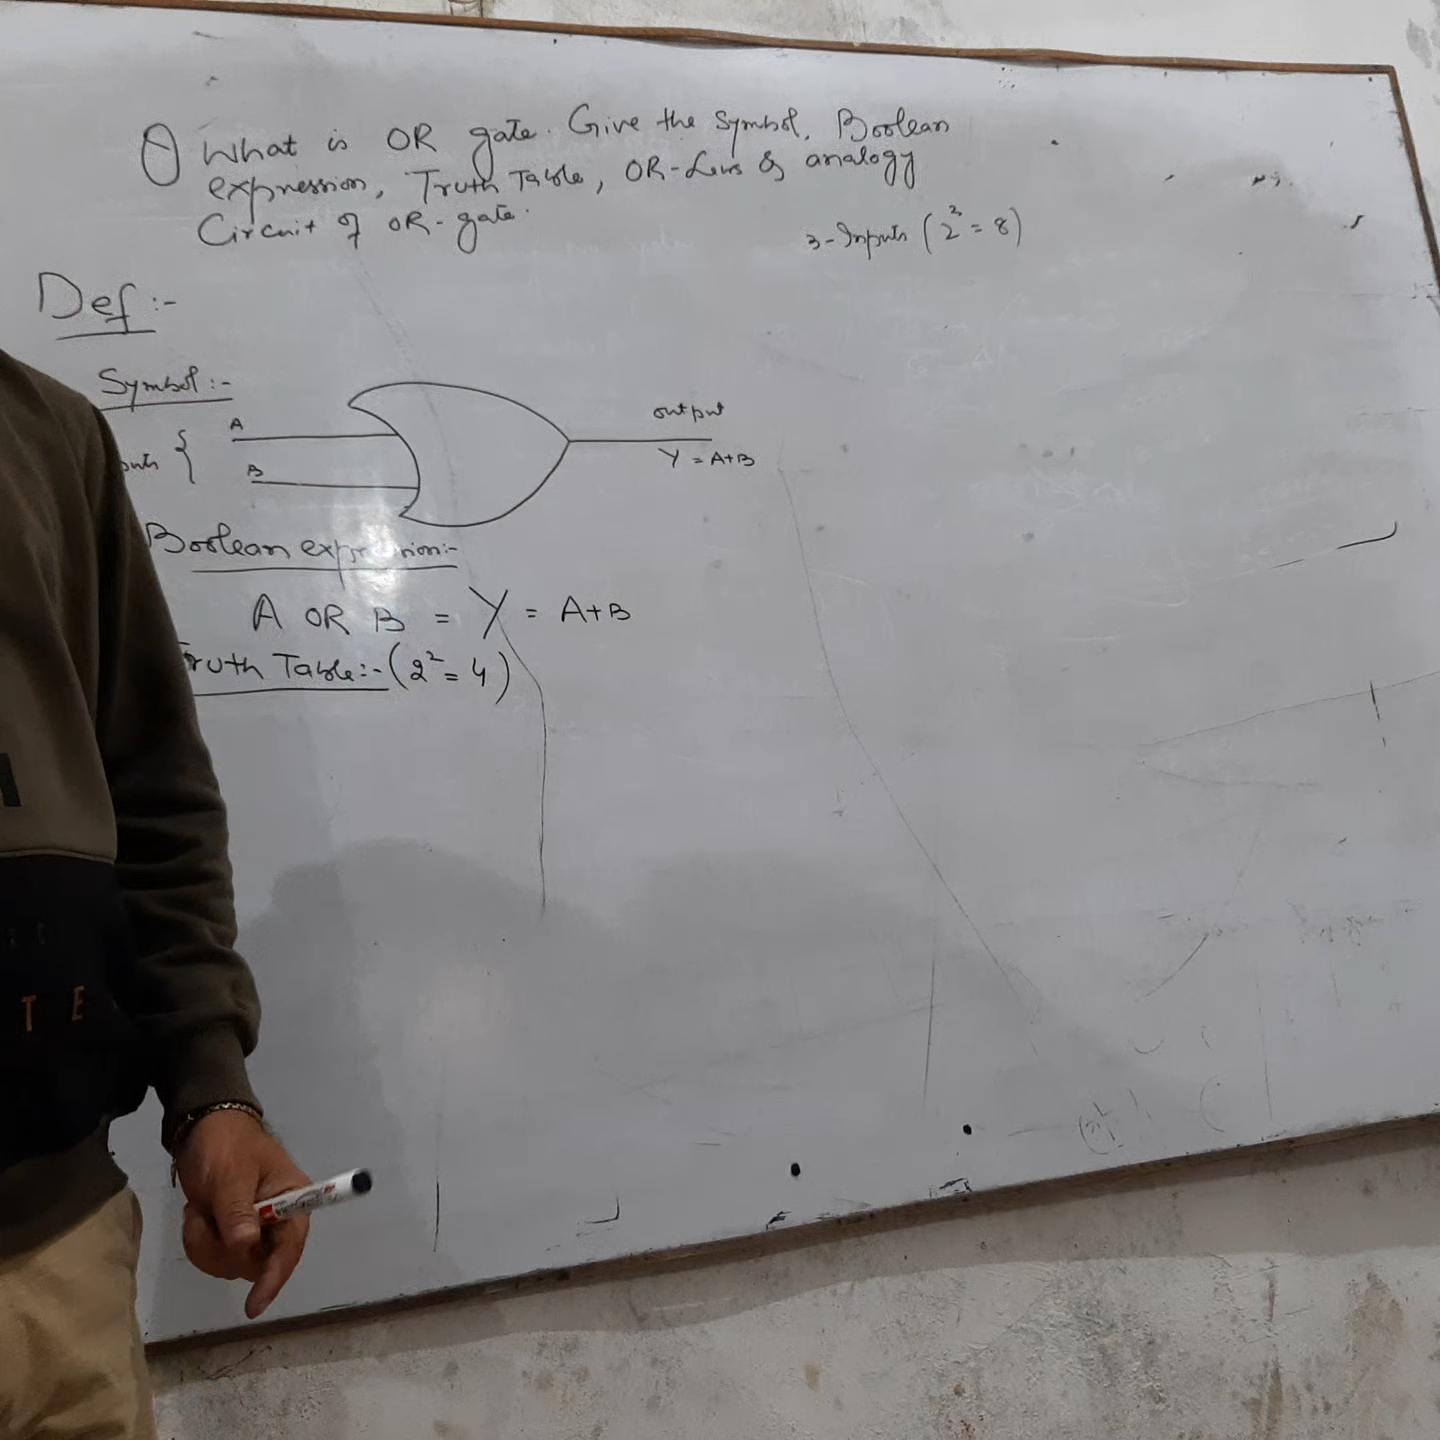 Q What is OR gate. Give the Symbol, Boolean
expression, Truth Table, OR-Laws & analogy
Circuit of OR-gate.
3-Inputs (2³ = 8)
Def:-
Symbol:-
A
output
puts {
B
Y = A+B
Boolean expression:-
A OR B = Y = A+B
Truth Table:- (2² = 4)
T E